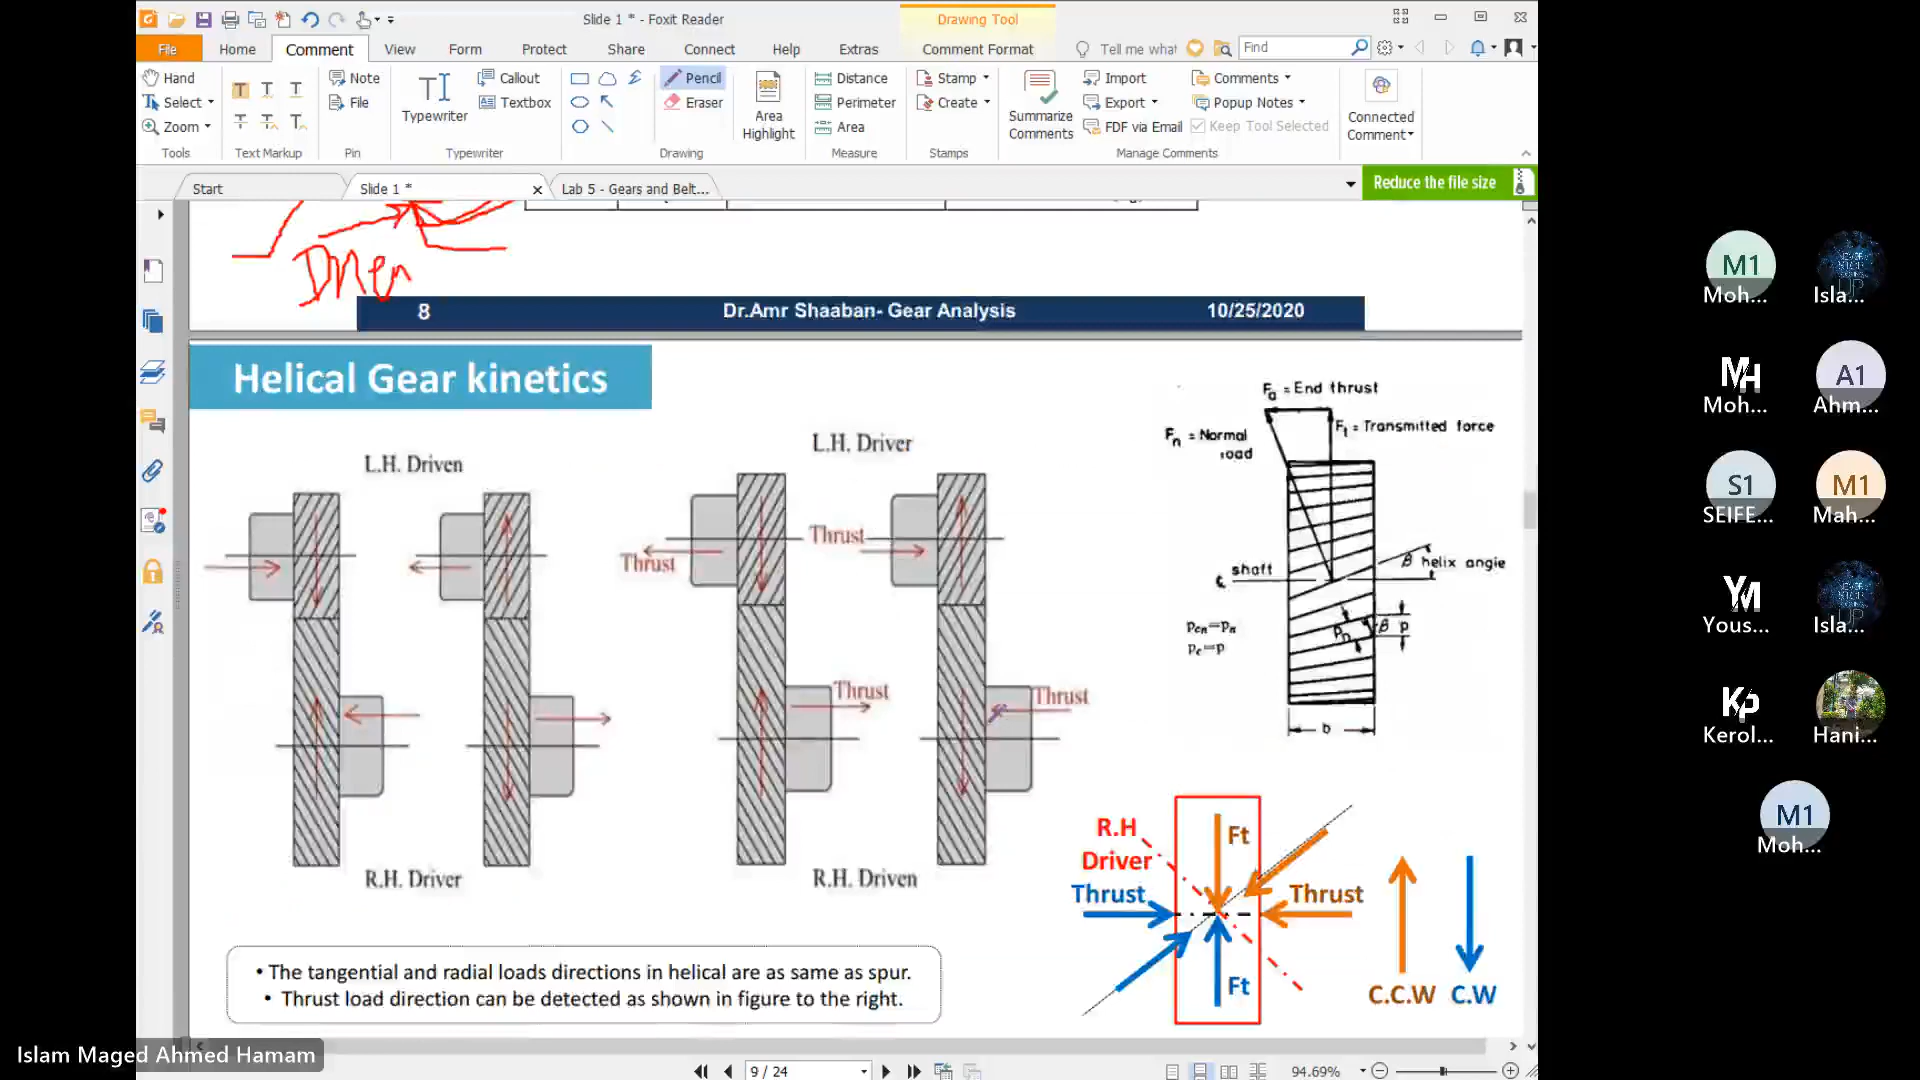 Slide 1 * - Foxit Reader
Drawing Tool
File
Home
Comment
View
Form
Protect
Share
Connect
Help
Extras
Comment Format
Tell me what
Find
Hand
Select
Zoom
Tools
T T T
T T T
Text Markup
Note
File
Pin
TI
Typewriter
Callout
Textbox
Typewriter
Pencil
Eraser
Area
Highlight
Drawing
Distance
Perimeter
Area
Measure
Stamp
Create
Stamps
Summarize
Comments
Import
Export
FDF via Email
Comments
Popup Notes
Keep Tool Selected
Manage Comments
Connected
Comment
Start
Slide 1 *
Lab 5 - Gears and Belt...
Reduce the file size
8
Dr.Amr Shaaban- Gear Analysis
10/25/2020
Helical Gear kinetics
L.H. Driven
R.H. Driver
L.H. Driver
Thrust
Thrust
Thrust
Thrust
R.H. Driven
Fa = End thrust
Fn = Normal
load
Ft = Transmitted force
shaft
β helix angle
Pcn=Pn
Pc=P
Pn
β P
b
R.H
Driver
Thrust
Ft
Thrust
Ft
C.C.W
C.W
• The tangential and radial loads directions in helical are as same as spur.
• Thrust load direction can be detected as shown in figure to the right.
9 / 24
94.69%
Islam Maged Ahmed Hamam
M1
Moh...
Isla...
MH
Moh...
A1
Ahm...
S1
SEIFE...
M1
Mah...
YM
Yous...
Isla...
KP
Kerol...
Hani...
M1
Moh...